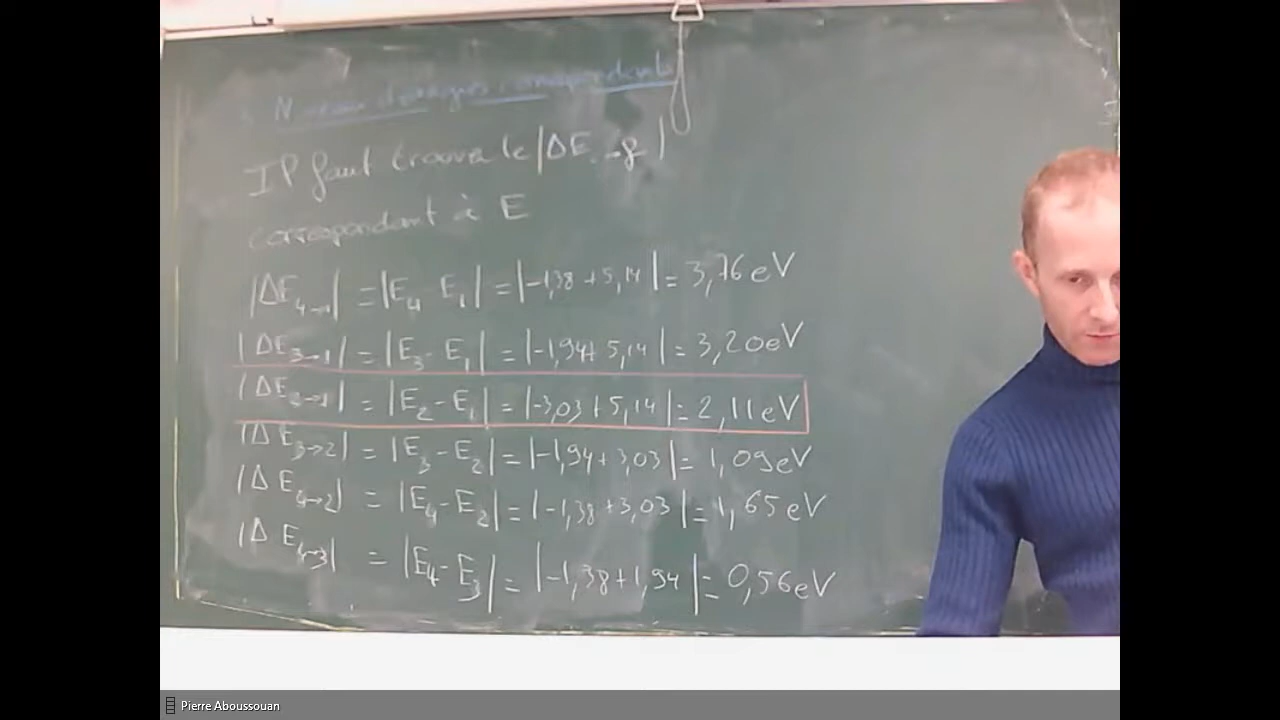 Niveaux d'énergies correspondants
Il faut trouver le |ΔE i→f|
correspondant à E
|ΔE4→1| = |E4 - E1| = |-1,38 + 5,14| = 3,76 eV
|ΔE3→1| = |E3 - E1| = |-1,94 + 5,14| = 3,20 eV
|ΔE2→1| = |E2 - E1| = |-3,03 + 5,14| = 2,11 eV
|ΔE3→2| = |E3 - E2| = |-1,94 + 3,03| = 1,09 eV
|ΔE4→2| = |E4 - E2| = |-1,38 + 3,03| = 1,65 eV
|ΔE4→3| = |E4 - E3| = |-1,38 + 1,94| = 0,56 eV
Pierre Aboussouan